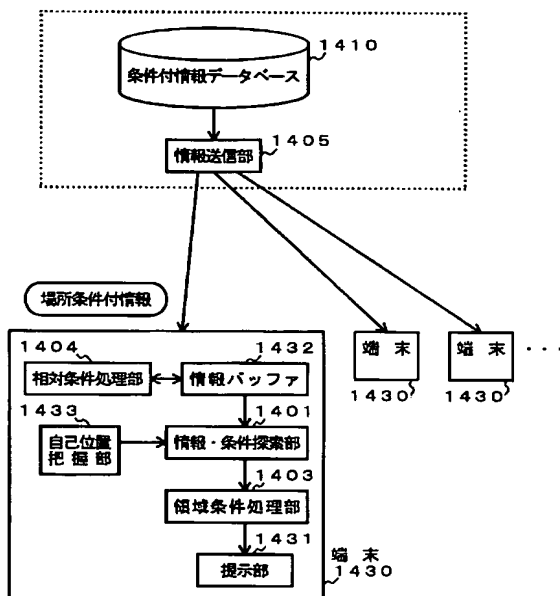 1410
条件付情報データベース
1405
情報送信部
場所条件付情報
1404
相対条件処理部
1432
情報バッファ
1433
自己位置
把握部
1401
情報・条件探索部
1403
領域条件処理部
1431
提示部
端末
1430
端末
1430
端末
1430
・・・